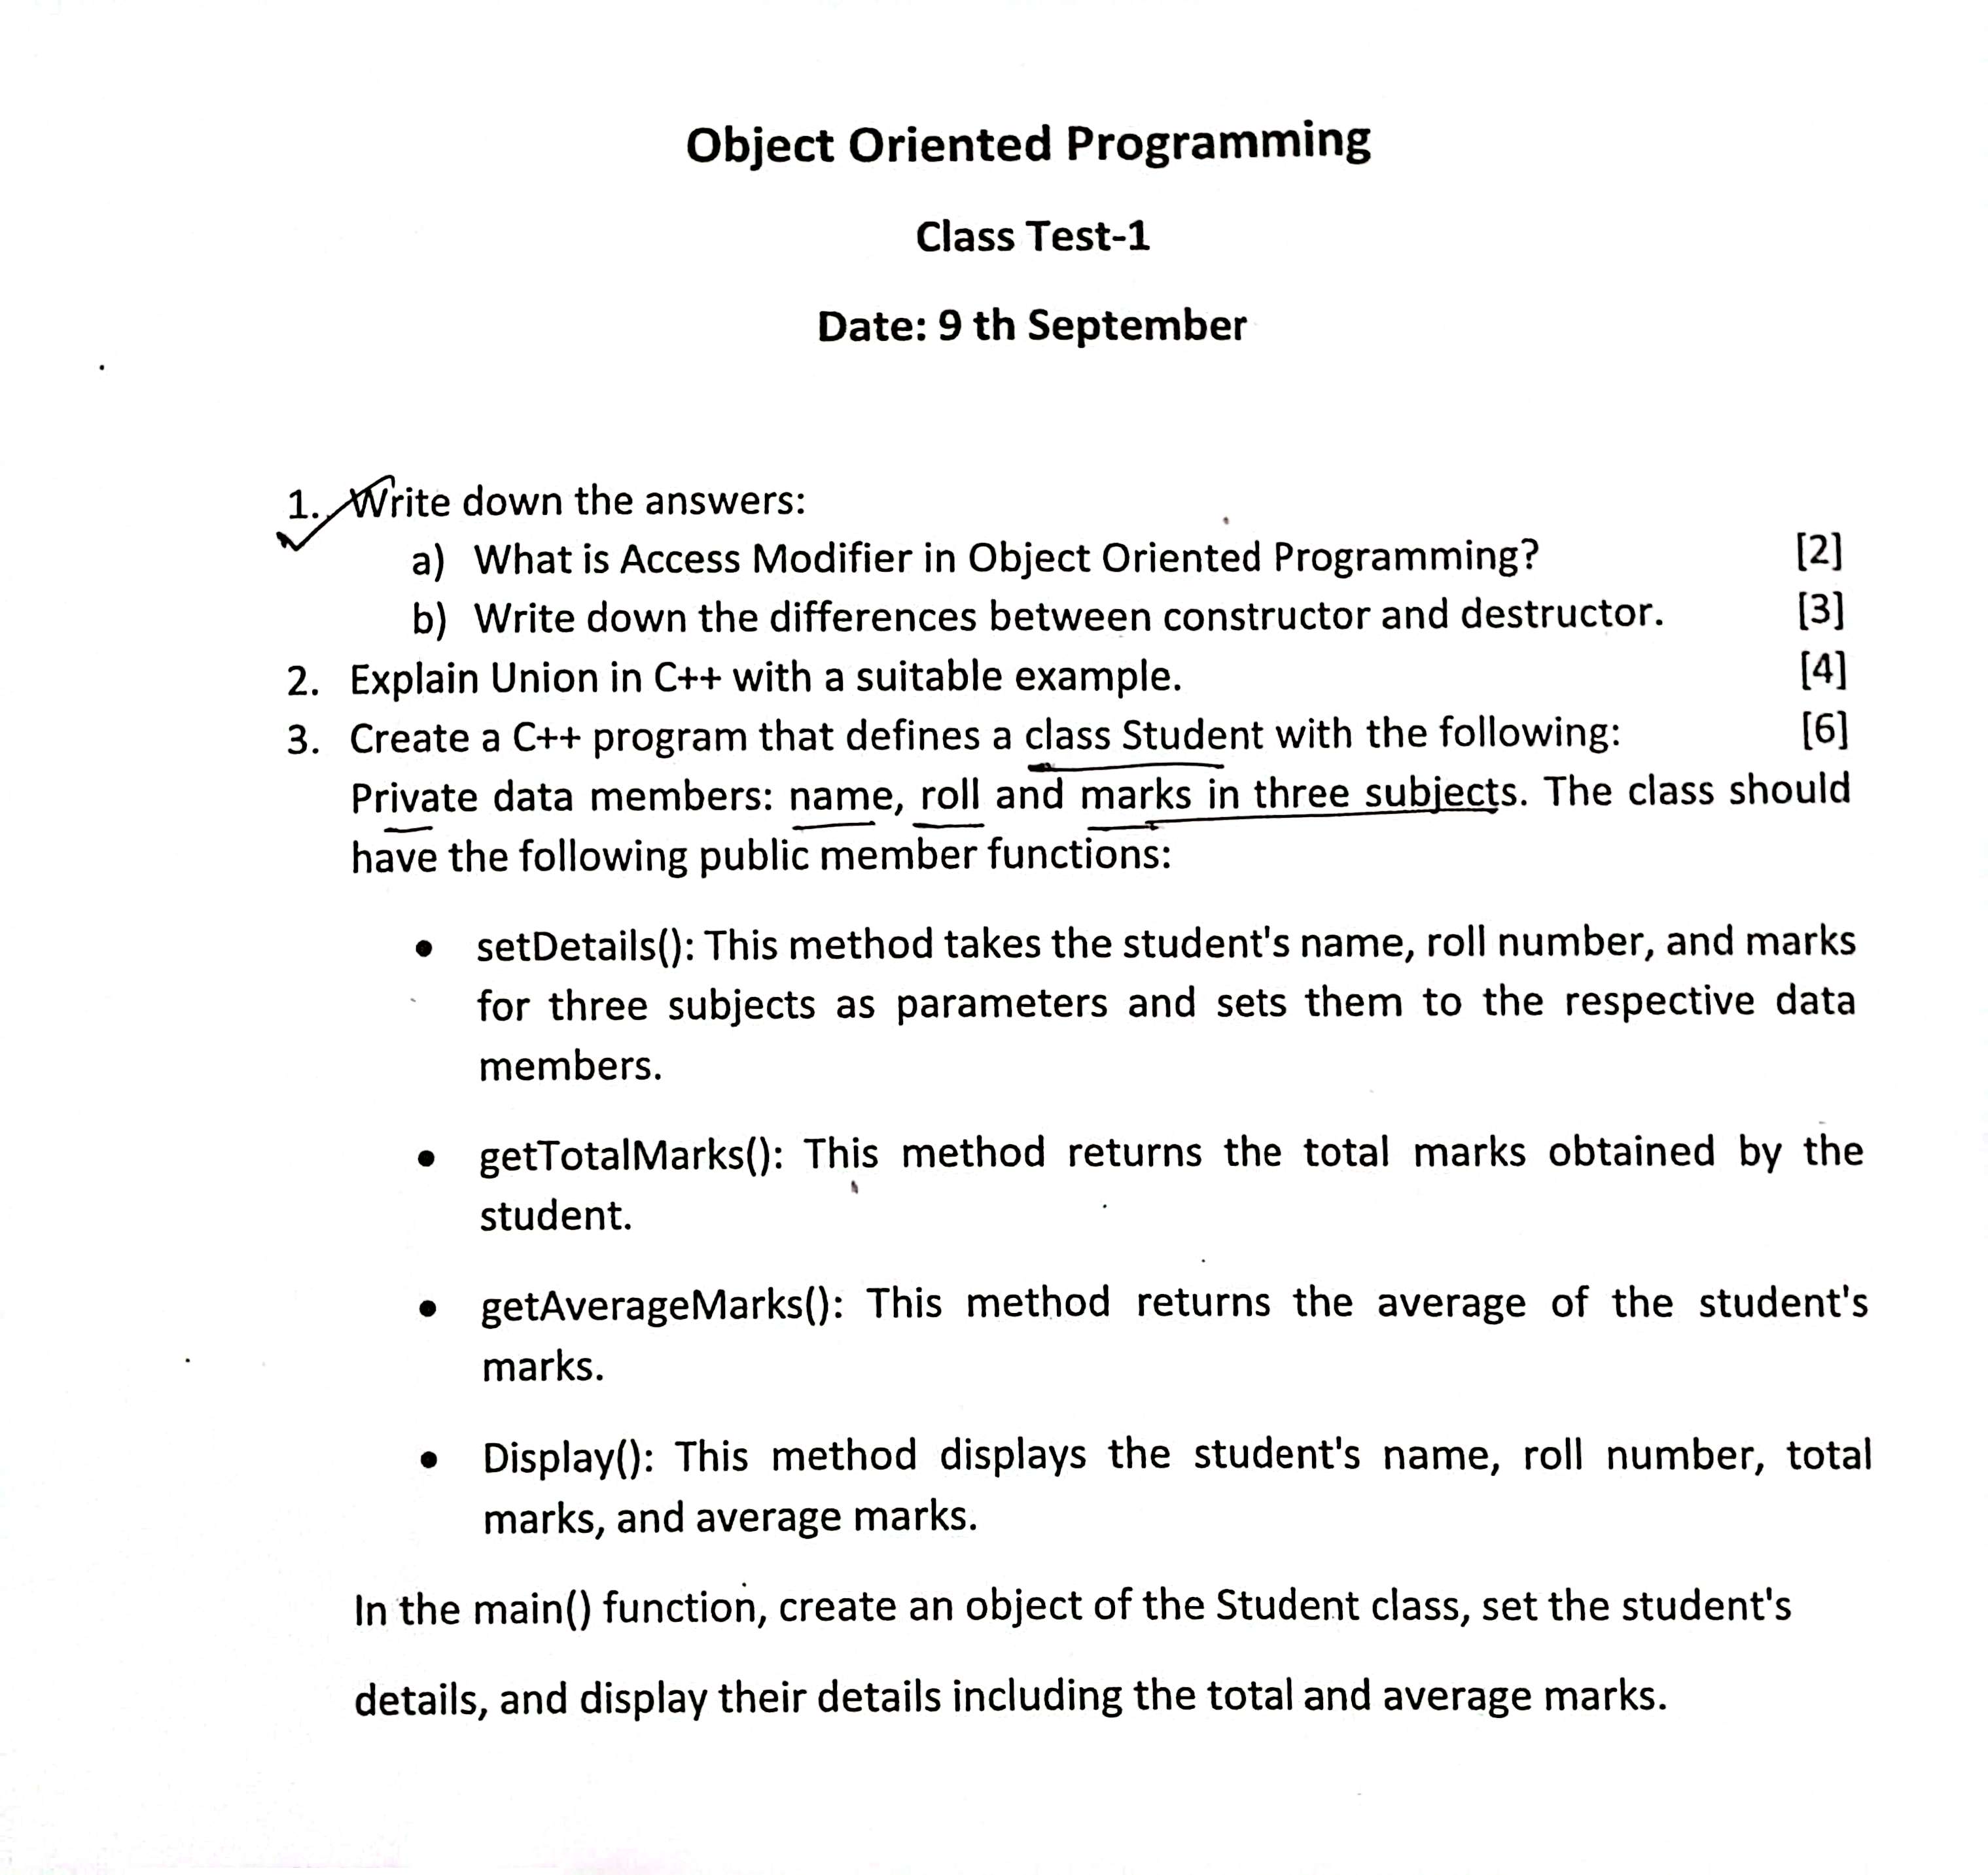 Object Oriented Programming
Class Test-1
Date: 9 th September
1. Write down the answers:
a) What is Access Modifier in Object Oriented Programming? [2]
b) Write down the differences between constructor and destructor. [3]
2. Explain Union in C++ with a suitable example. [4]
3. Create a C++ program that defines a class Student with the following: [6]
Private data members: name, roll and marks in three subjects. The class should
have the following public member functions:
• setDetails(): This method takes the student's name, roll number, and marks
for three subjects as parameters and sets them to the respective data
members.
• getTotalMarks(): This method returns the total marks obtained by the
student.
• getAverageMarks(): This method returns the average of the student's
marks.
• Display(): This method displays the student's name, roll number, total
marks, and average marks.
In the main() function, create an object of the Student class, set the student's
details, and display their details including the total and average marks.